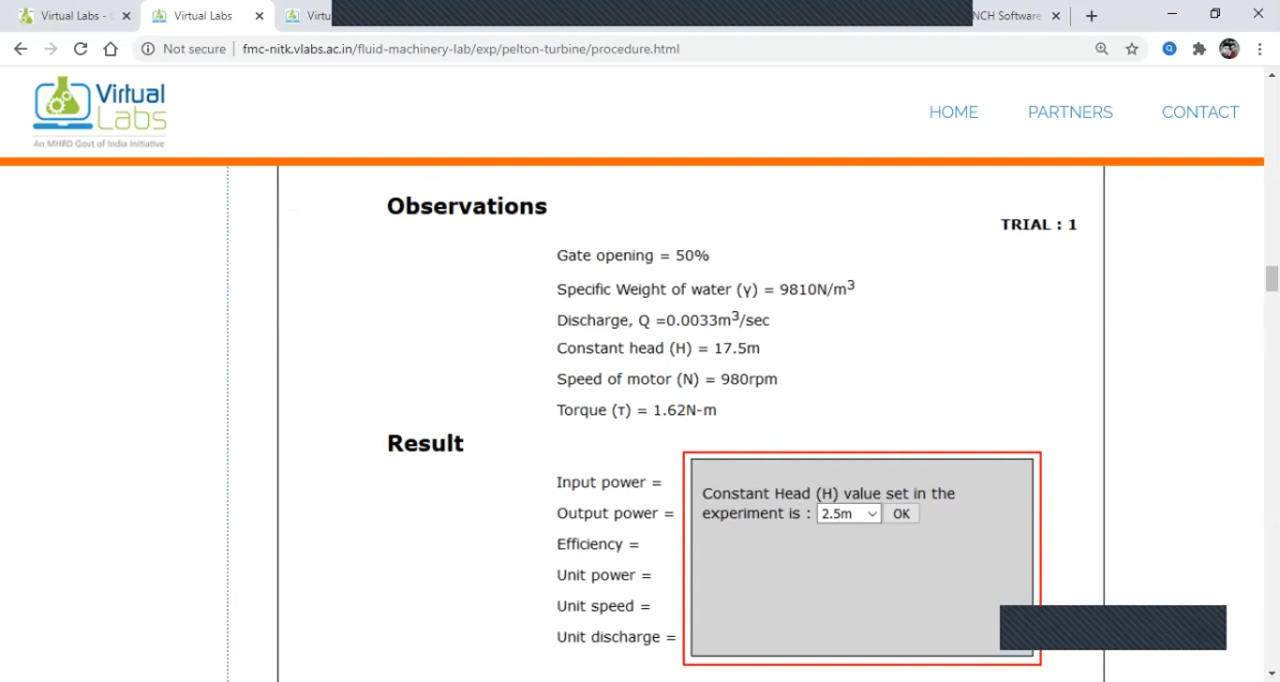 Virtual Labs -
Virtual Labs
Virtu
NCH Software
Not secure
fmc-nitk.vlabs.ac.in/fluid-machinery-lab/exp/pelton-turbine/procedure.html
Virtual
Labs
An MHRD Govt of India Initiative
HOME
PARTNERS
CONTACT
Observations
TRIAL : 1
Gate opening = 50%
Specific Weight of water (γ) = 9810N/m³
Discharge, Q =0.0033m³/sec
Constant head (H) = 17.5m
Speed of motor (N) = 980rpm
Torque (τ) = 1.62N-m
Result
Input power =
Output power =
Efficiency =
Unit power =
Unit speed =
Unit discharge =
Constant Head (H) value set in the
experiment is : 2.5m OK